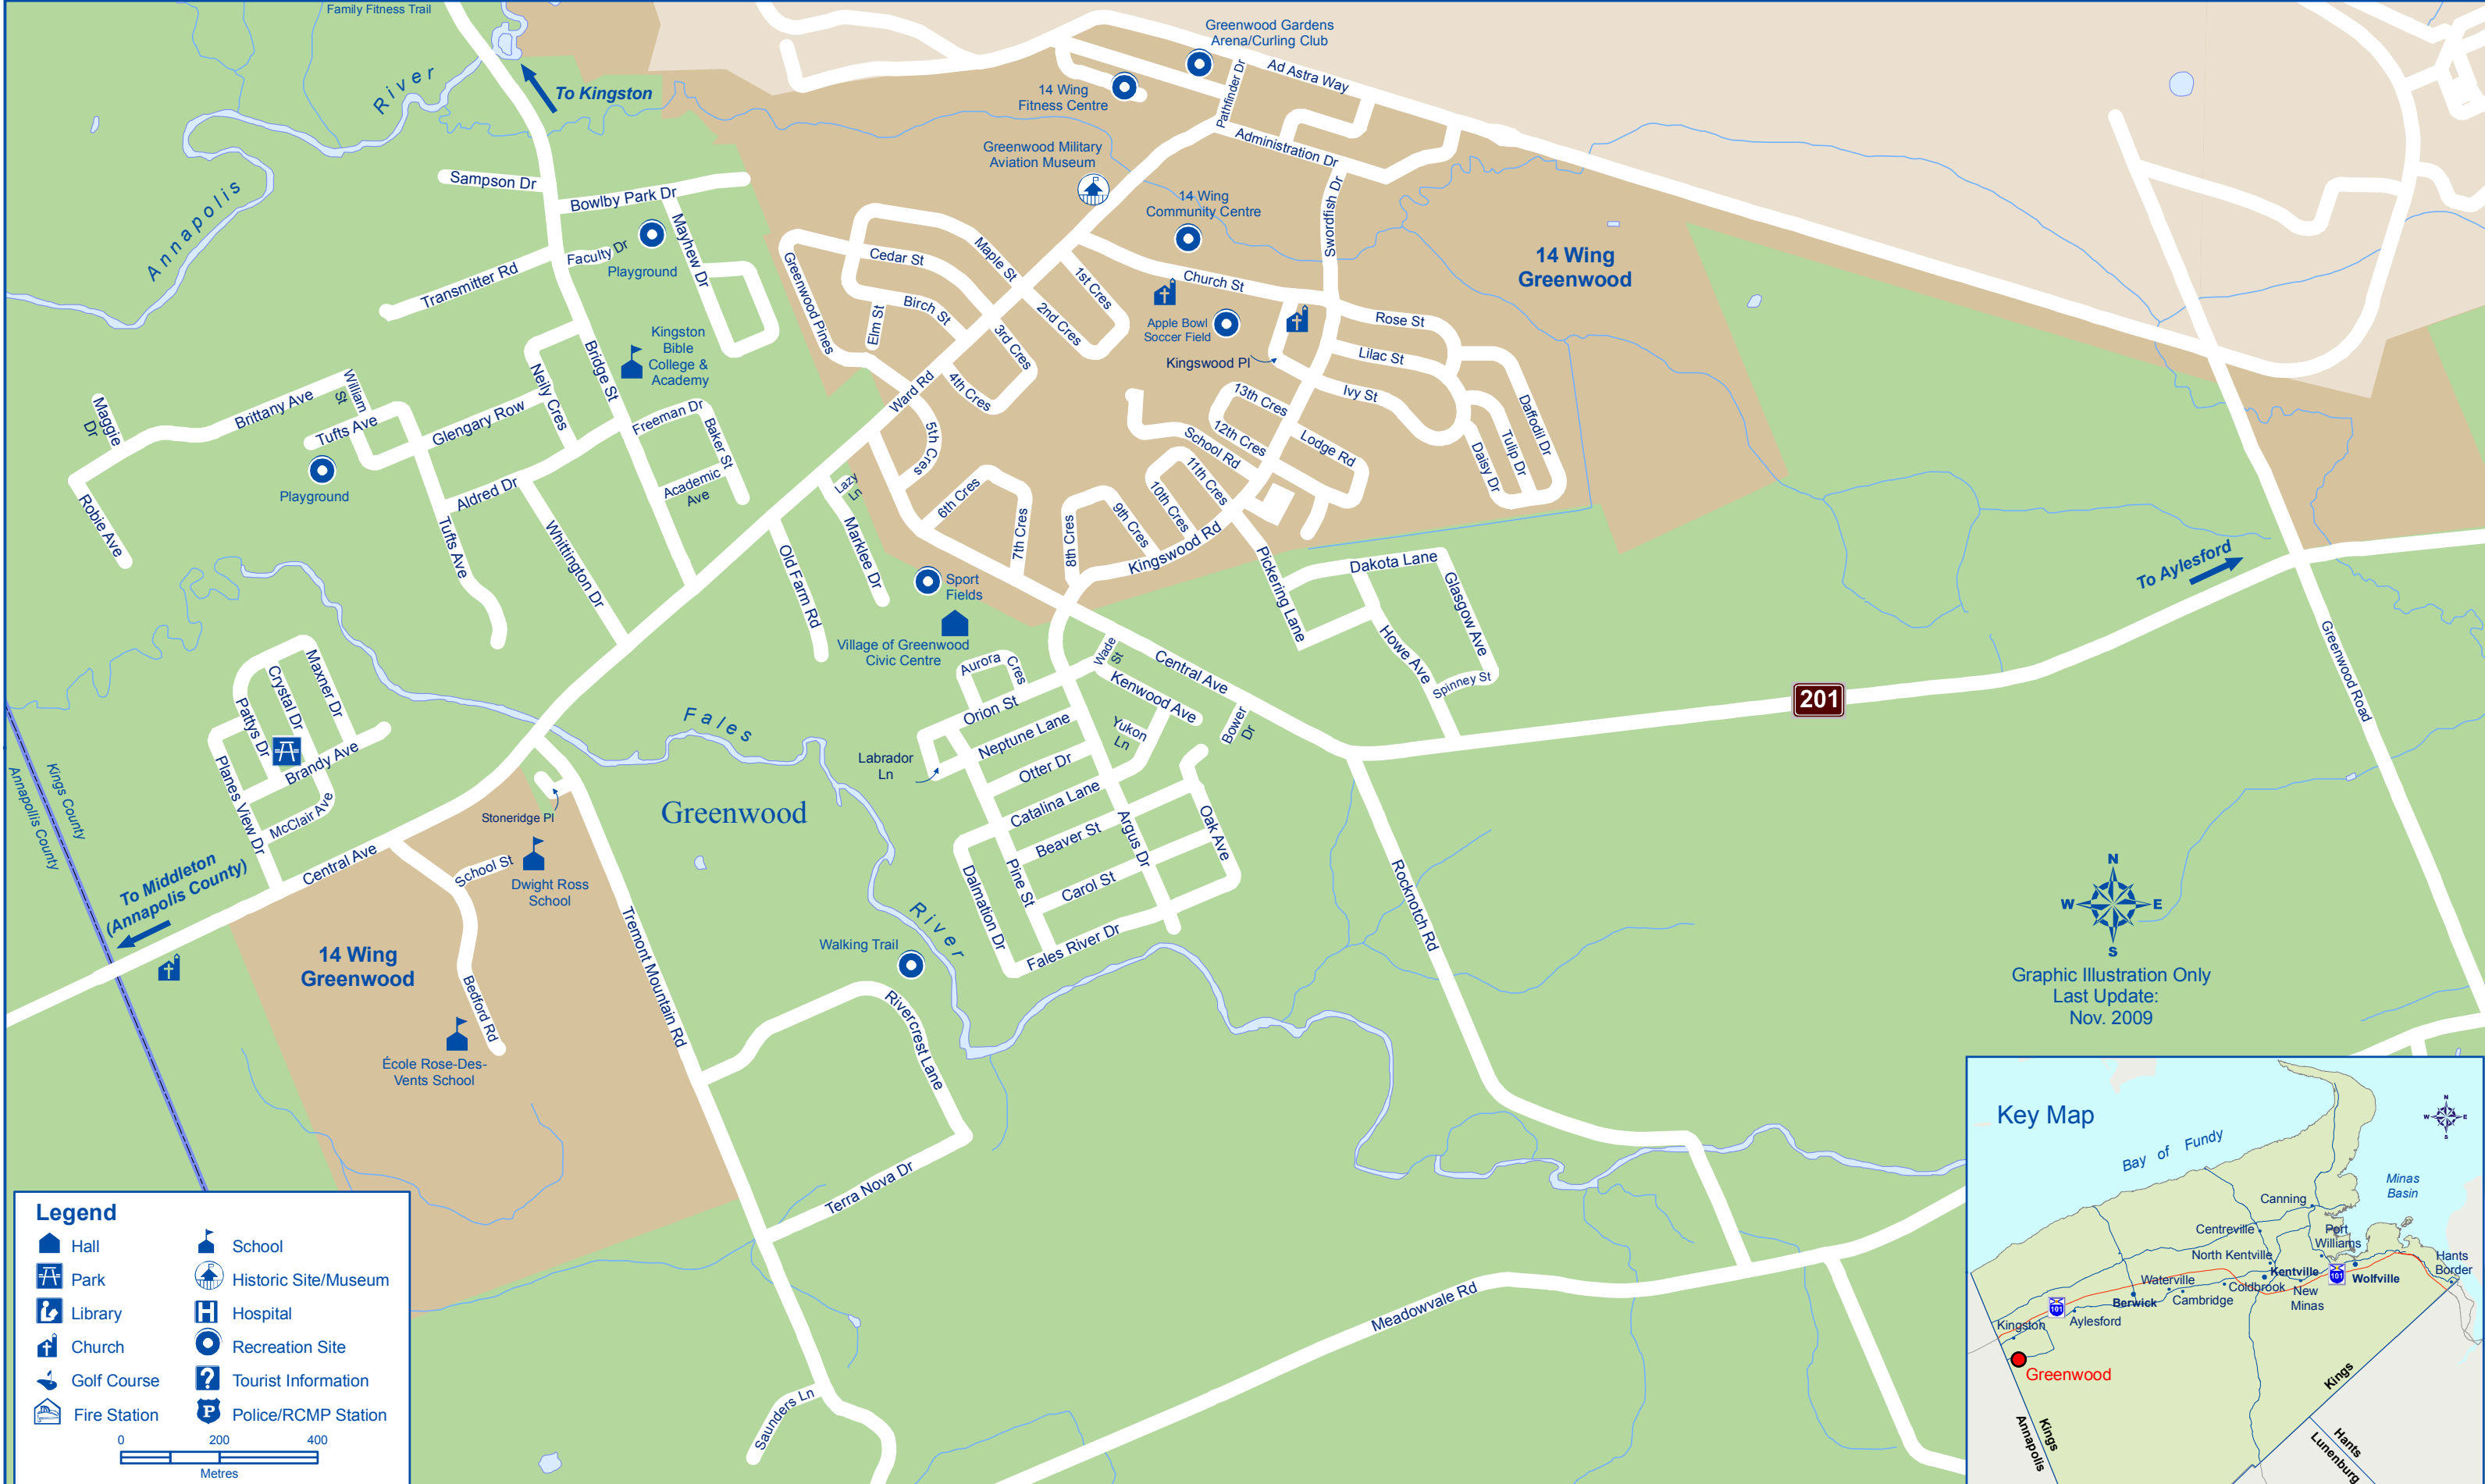 Family Fitness Trail
River
To Kingston
Annapolis
Greenwood Gardens
Arena/Curling Club
Ad Astra Way
Pathfinder Dr
14 Wing
Fitness Centre
Administration Dr
Greenwood Military
Aviation Museum
14 Wing
Community Centre
Swordfish Dr
14 Wing
Greenwood
Sampson Dr
Bowlby Park Dr
Mayhew Dr
Faculty Dr
Playground
Transmitter Rd
Greenwood Pines
Cedar St
Maple St
Birch St
Elm St
1st Cres
2nd Cres
3rd Cres
4th Cres
Church St
Apple Bowl
Soccer Field
Kingswood Pl
Rose St
Lilac St
Ivy St
Daffodil Dr
Tulip Dr
Daisy Dr
Kingston
Bible
College &
Academy
Bridge St
Neily Cres
Ward Rd
5th Cres
13th Cres
12th Cres
School Rd
Lodge Rd
11th Cres
10th Cres
9th Cres
8th Cres
7th Cres
6th Cres
Kingswood Rd
Maggie
Dr
Brittany Ave
William
St
Tufts Ave
Playground
Robie Ave
Glengary Row
Freeman Dr
Baker St
Academic
Ave
Aldred Dr
Tufts Ave
Whittington Dr
Lazy
Ln
Marklee Dr
Old Farm Rd
Sport
Fields
Village of Greenwood
Civic Centre
Pickering Lane
Dakota Lane
Glasgow Ave
Howe Ave
Spinney St
To Aylesford
Greenwood Road
201
Aurora
Cres
Wade
St
Central Ave
Kenwood Ave
Orion St
Neptune Lane
Yukon
Ln
Bower
Dr
Labrador
Ln
Otter Dr
Catalina Lane
Beaver St
Argus Dr
Oak Ave
Carol St
Pine St
Dalmation Dr
Fales River Dr
Rocknotch Rd
Maxner Dr
Crystal Dr
Pattys Dr
Brandy Ave
Planes View Dr
McClair Ave
Kings County
Annapolis County
To Middleton
(Annapolis County)
Central Ave
Fales
River
Greenwood
Stoneridge Pl
School St
Dwight Ross
School
14 Wing
Greenwood
Bedford Rd
École Rose-Des-
Vents School
Tremont Mountain Rd
Walking Trail
Rivercrest Lane
Terra Nova Dr
Saunders Ln
Meadowvale Rd
N
W
E
S
Graphic Illustration Only
Last Update:
Nov. 2009
Legend
Hall
School
Park
Historic Site/Museum
Library
Hospital
Church
Recreation Site
Golf Course
Tourist Information
Fire Station
Police/RCMP Station
0 200 400
Metres
Key Map
N
W
E
S
Bay of Fundy
Minas
Basin
Canning
Centreville
Port
Williams
North Kentville
Hants
Border
Kentville
Wolfville
101
Waterville
Coldbrook
New
Minas
Berwick
Cambridge
101
Aylesford
Kingston
Greenwood
Kings
Annapolis
Kings
Hants
Lunenburg